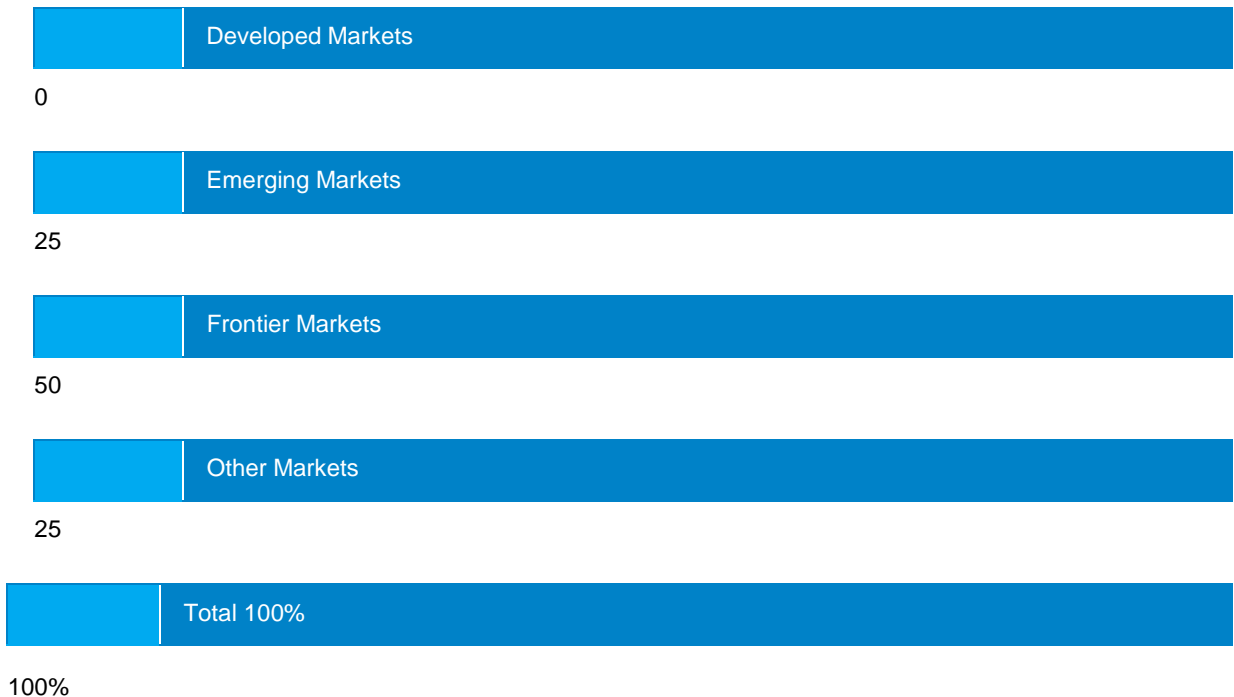 Developed Markets
0
Emerging Markets
25
Frontier Markets
50
Other Markets
25
Total 100%
100%